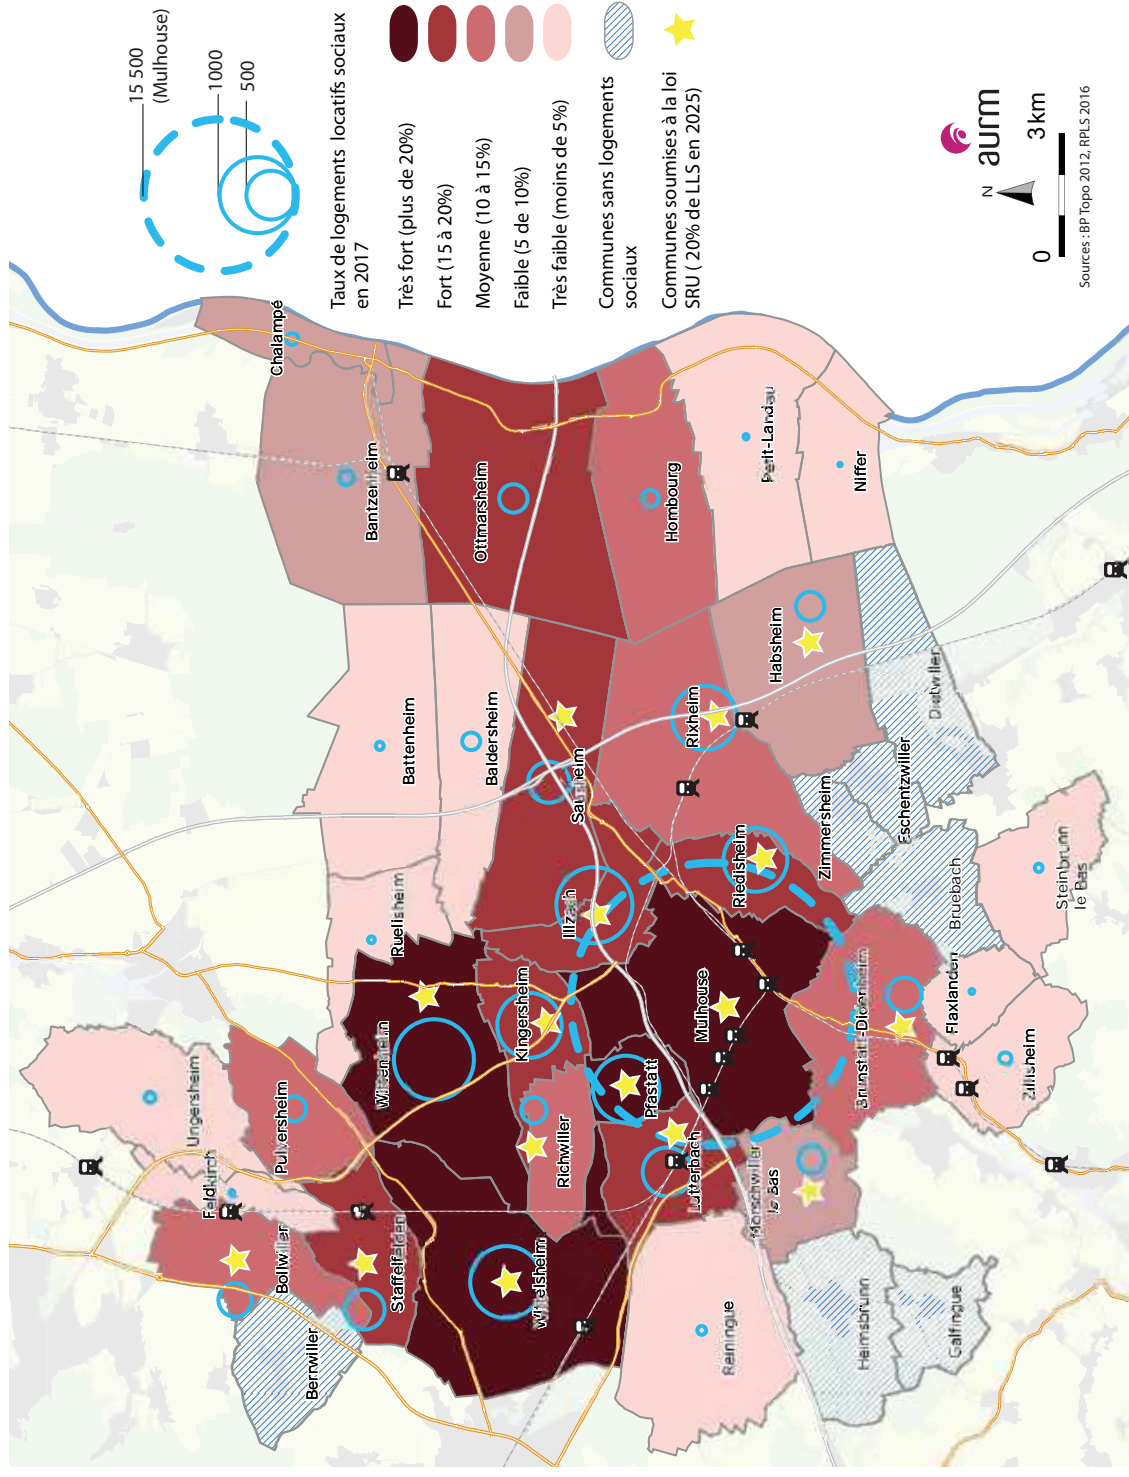 15 500
(Mulhouse)
1000
500
Taux de logements locatifs sociaux
en 2017
Très fort (plus de 20%)
Fort (15 à 20%)
Moyenne (10 à 15%)
Faible (5 de 10%)
Très faible (moins de 5%)
Communes sans logements
sociaux
Communes soumises à la loi
SRU ( 20% de LLS en 2025)
N
aurm
0
3 km
Sources : BP Topo 2012, RPLS 2016
Chalampé
Bantzenheim
Ottmarsheim
Hombourg
Petit-Landau
Niffer
Battenheim
Baldersheim
Sausheim
Rixheim
Habsheim
Dietwiller
Eschentzwiller
Zimmersheim
Riedisheim
Illzach
Ruelisheim
Bruebach
Steinbrunn
le Bas
Flaxlanden
Zillisheim
Brunstatt-Didenheim
Mulhouse
Kingersheim
Wittenheim
Pfastatt
Richwiller
Lutterbach
Morschwiller
le Bas
Ungersheim
Pulversheim
Feldkirch
Bollwiller
Staffelfelden
Wittelsheim
Berrwiller
Reiningue
Heimsbrunn
Galfingue